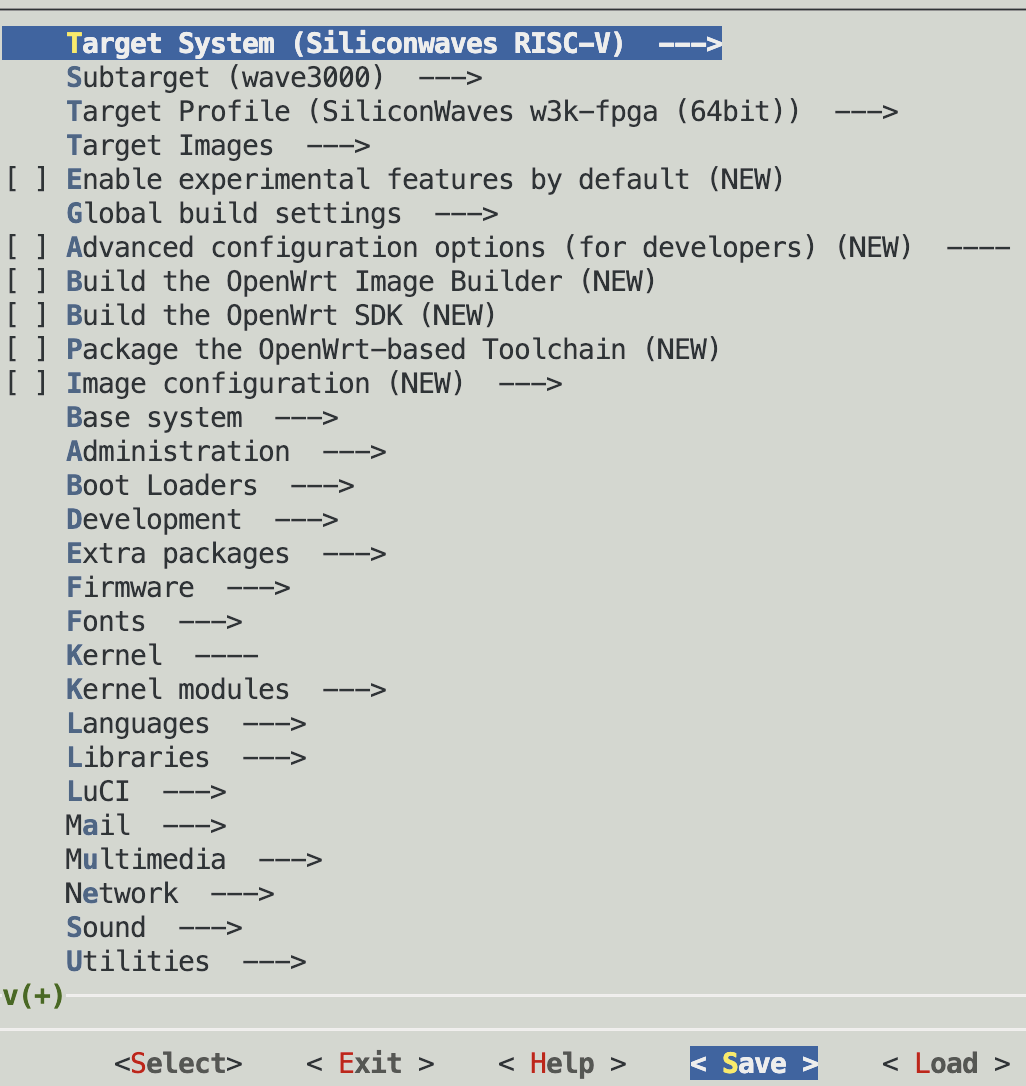 Target System (Siliconwaves RISC-V)  --->
Subtarget (wave3000)  --->
Target Profile (SiliconWaves w3k-fpga (64bit))  --->
Target Images  --->
[ ] Enable experimental features by default (NEW)
Global build settings  --->
[ ] Advanced configuration options (for developers) (NEW)  ----
[ ] Build the OpenWrt Image Builder (NEW)
[ ] Build the OpenWrt SDK (NEW)
[ ] Package the OpenWrt-based Toolchain (NEW)
[ ] Image configuration (NEW)  --->
Base system  --->
Administration  --->
Boot Loaders  --->
Development  --->
Extra packages  --->
Firmware  --->
Fonts  --->
Kernel  ----
Kernel modules  --->
Languages  --->
Libraries  --->
LuCI  --->
Mail  --->
Multimedia  --->
Network  --->
Sound  --->
Utilities  --->
v(+)
<Select>    < Exit >    < Help >    < Save >    < Load >